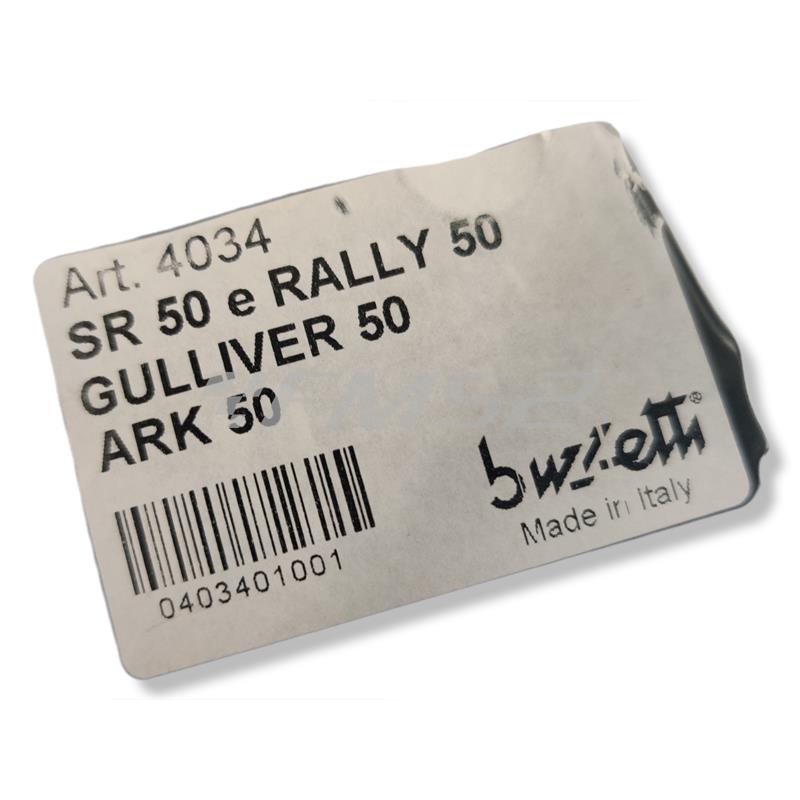 Art. 4034
SR 50 e RALLY 50
GULLIVER 50
ARK 50
buzzetti®
Made in Italy
0403401001